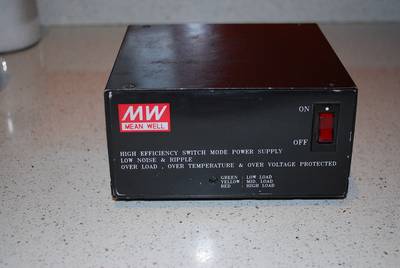 MW
MEAN WELL
ON
OFF
HIGH EFFICIENCY SWITCH MODE POWER SUPPLY
LOW NOISE & RIPPLE
OVER LOAD , OVER TEMPERATURE & OVER VOLTAGE PROTECTED
GREEN : LOW LOAD
YELLOW : MID. LOAD
RED : HIGH LOAD